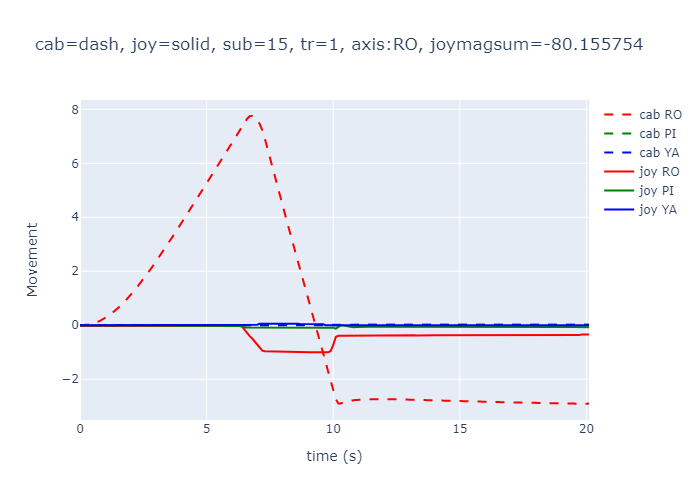 cab=dash, joy=solid, sub=15, tr=1, axis:RO, joymagsum=-80.155754
cab RO
cab PI
cab YA
joy RO
joy PI
joy YA
Movement
8
6
4
2
0
−2
0
5
10
15
20
time (s)